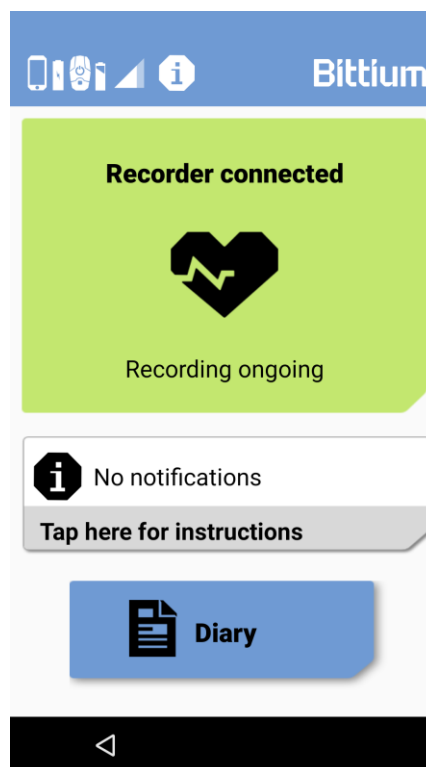 Bittium
Recorder connected
Recording ongoing
No notifications
Tap here for instructions
Diary